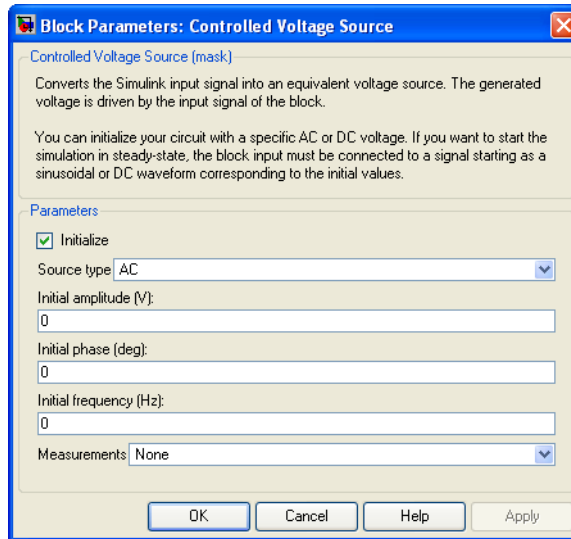 Block Parameters: Controlled Voltage Source
Controlled Voltage Source (mask)
Converts the Simulink input signal into an equivalent voltage source. The generated
voltage is driven by the input signal of the block.
You can initialize your circuit with a specific AC or DC voltage. If you want to start the
simulation in steady-state, the block input must be connected to a signal starting as a
sinusoidal or DC waveform corresponding to the initial values.
Parameters
Initialize
Source type AC
Initial amplitude (V):
0
Initial phase (deg):
0
Initial frequency (Hz):
0
Measurements None
OK Cancel Help Apply